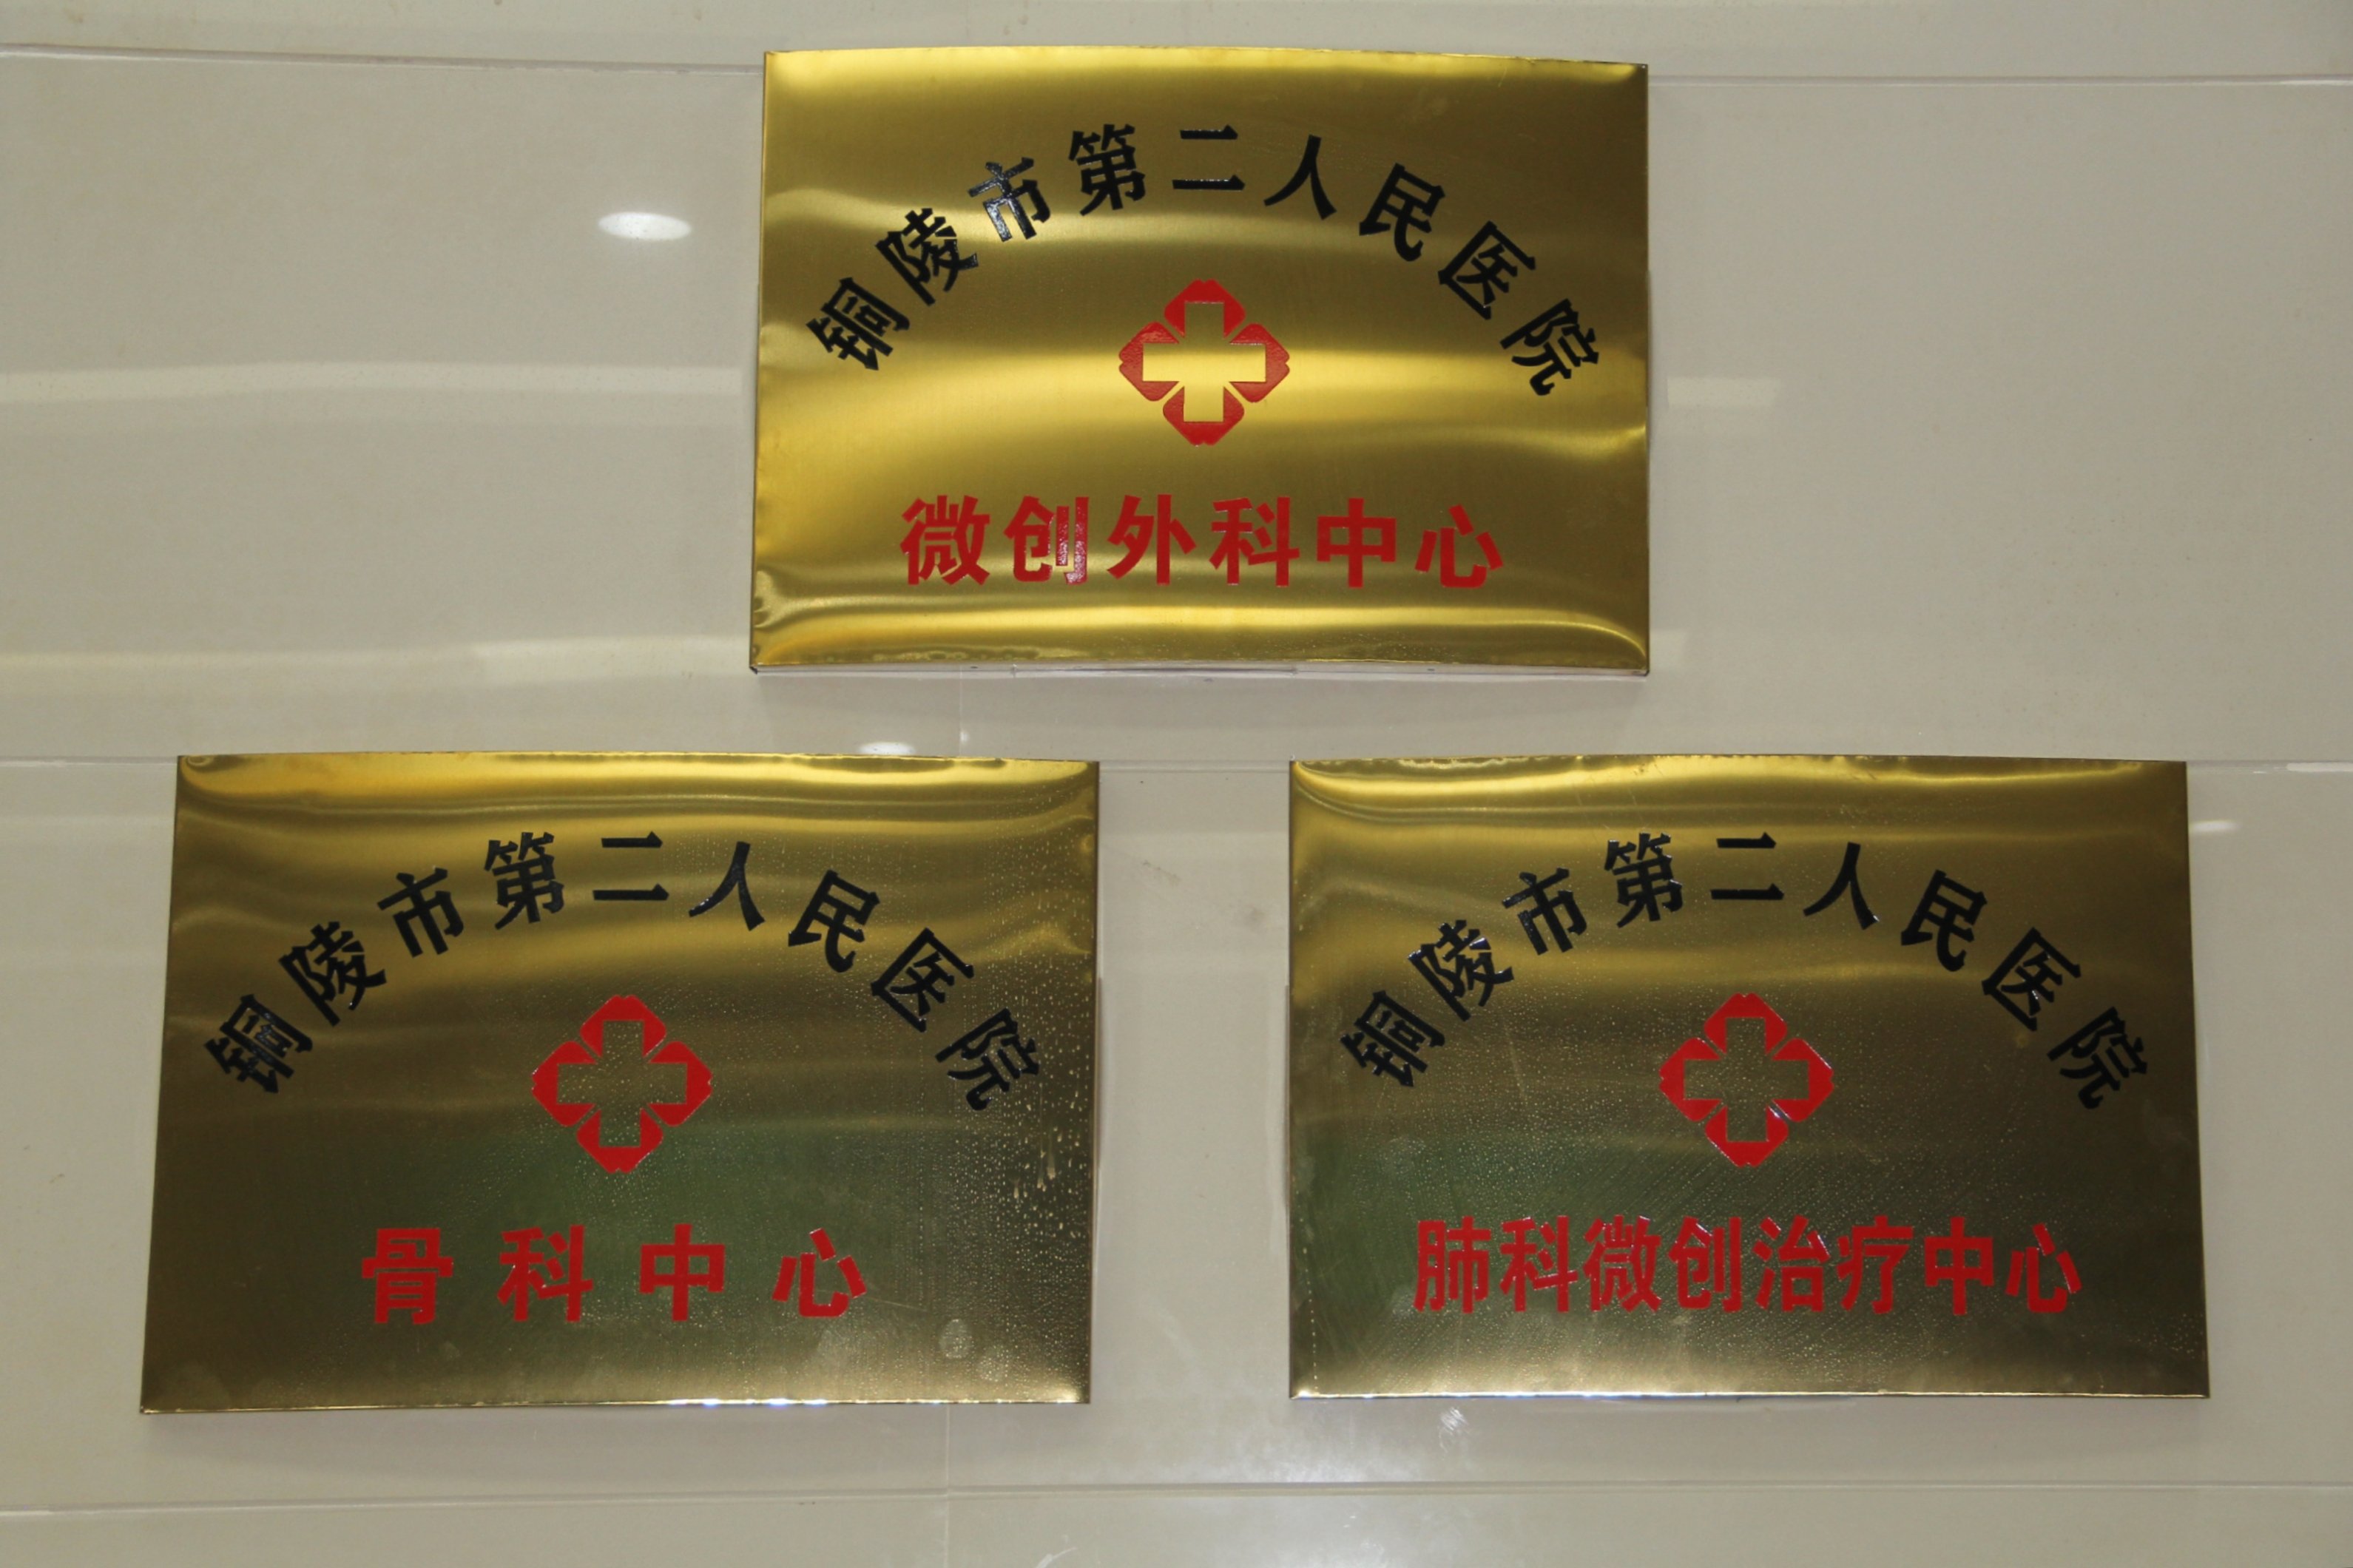 铜陵市第二人民医院
微创外科中心
铜陵市第二人民医院
骨科中心
铜陵市第二人民医院
肺科微创治疗中心